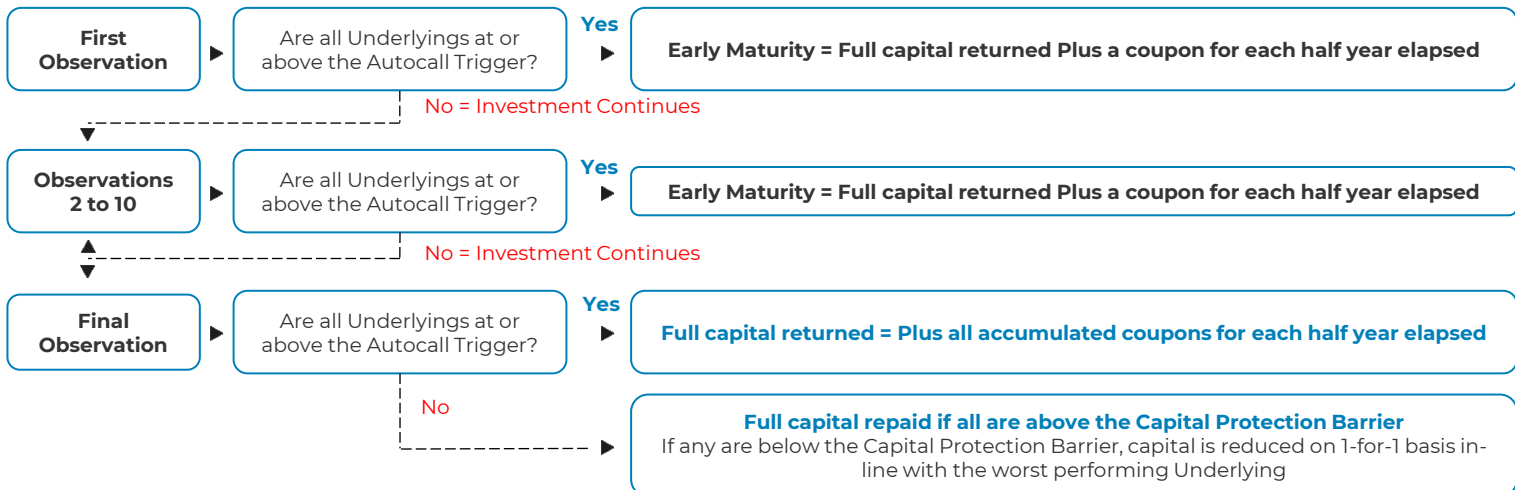 First
Observation
Are all Underlyings at or
above the Autocall Trigger?
Yes
Early Maturity = Full capital returned Plus a coupon for each half year elapsed
No = Investment Continues
Observations
2 to 10
Are all Underlyings at or
above the Autocall Trigger?
Yes
Early Maturity = Full capital returned Plus a coupon for each half year elapsed
No = Investment Continues
Final
Observation
Are all Underlyings at or
above the Autocall Trigger?
Yes
Full capital returned = Plus all accumulated coupons for each half year elapsed
No
Full capital repaid if all are above the Capital Protection Barrier
If any are below the Capital Protection Barrier, capital is reduced on 1-for-1 basis in-
line with the worst performing Underlying